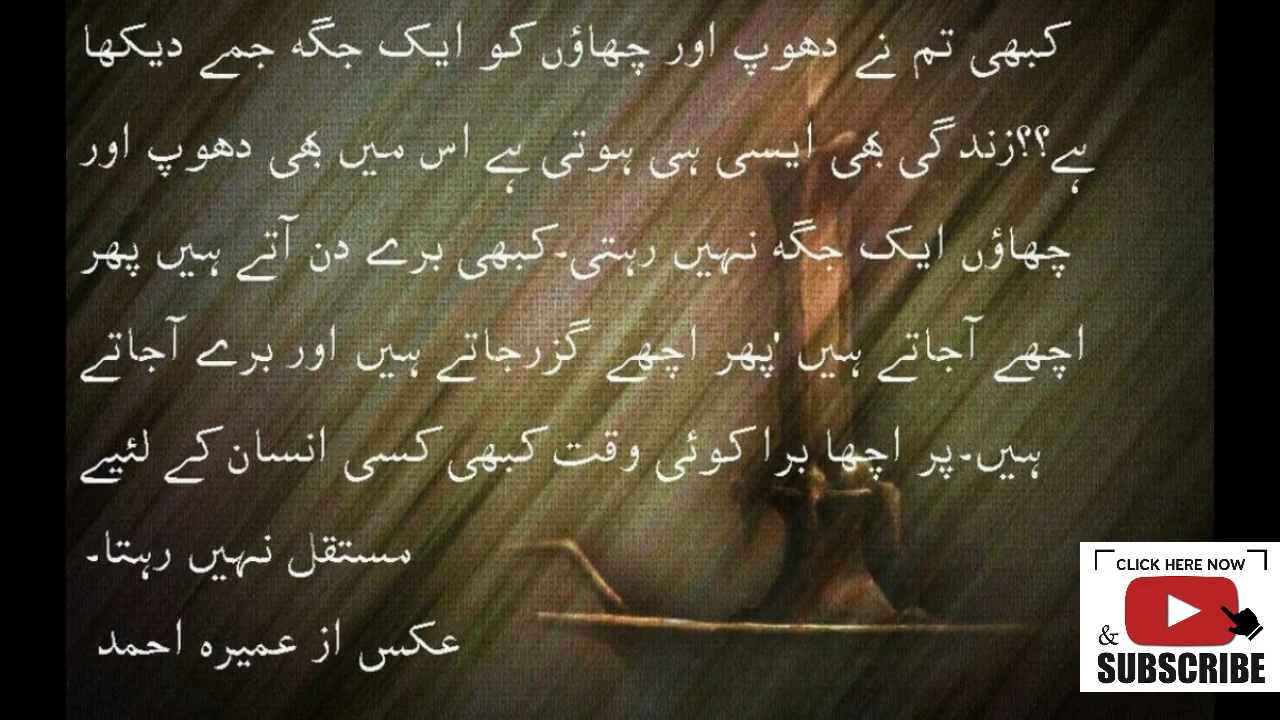 کبھی تم نے دھوپ اور چھاؤں کو ایک جگہ جمے دیکھا
ہے؟؟زندگی بھی ایسی ہی ہوتی ہے اس میں بھی دھوپ اور
چھاؤں ایک جگہ نہیں رہتی۔کبھی برے دن آتے ہیں پھر
اچھے آجاتے ہیں 'پھر اچھے گزرجاتے ہیں اور برے آجاتے
ہیں۔پر اچھا برا کوئی وقت کبھی کسی انسان کے لئیے
مستقل نہیں رہتا۔
عکس از عمیرہ احمد
CLICK HERE NOW
&
SUBSCRIBE